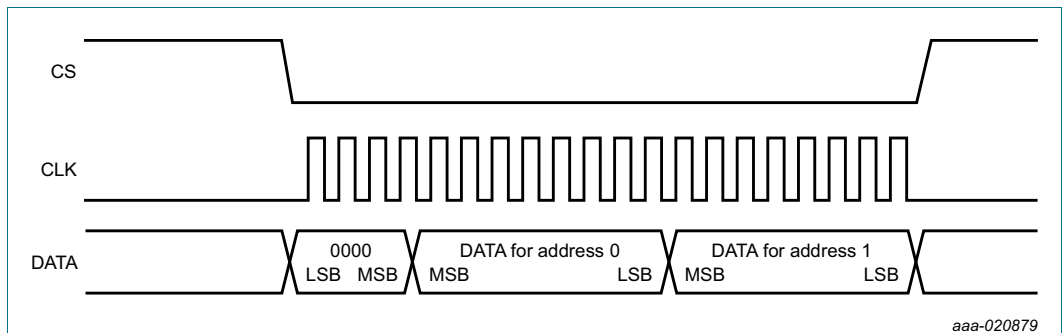 CS
CLK
DATA
0000
LSB MSB
DATA for address 0
MSB LSB
DATA for address 1
MSB LSB
aaa-020879